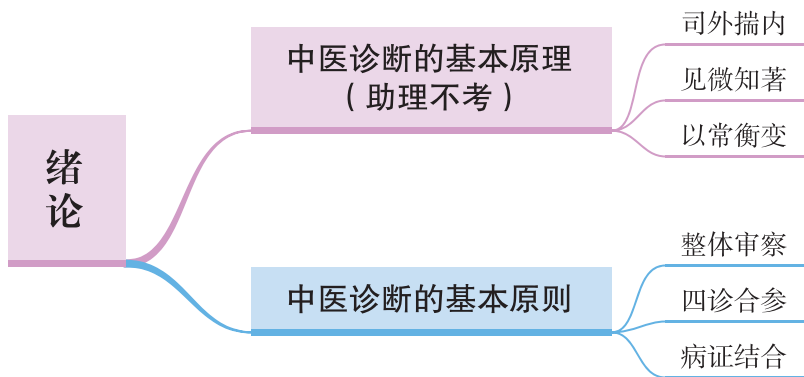 绪论
中医诊断的基本原理
（助理不考）
司外揣内
见微知著
以常衡变
中医诊断的基本原则
整体审察
四诊合参
病证结合